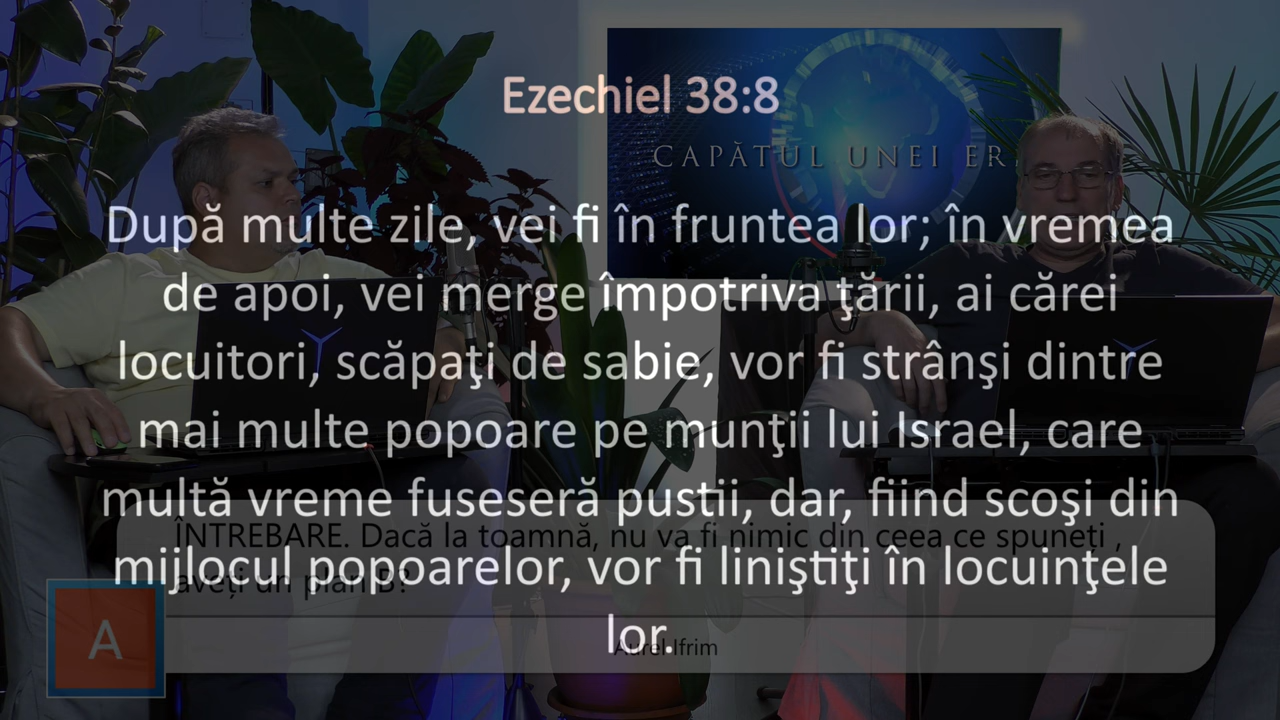 Ezechiel 38:8
CAPĂTUL UNEI ER
După multe zile, vei fi în fruntea lor; în vremea
de apoi, vei merge împotriva ţării, ai cărei
locuitori, scăpaţi de sabie, vor fi strânşi dintre
mai multe popoare pe munţii lui Israel, care
multă vreme fuseseră pustii, dar, fiind scoşi din
mijlocul popoarelor, vor fi liniştiţi în locuinţele
lor.
ÎNTREBARE. Dacă la toamnă, nu va fi nimic din ceea ce spuneți ,
aveți un plan B?
A
Aurel Ifrim